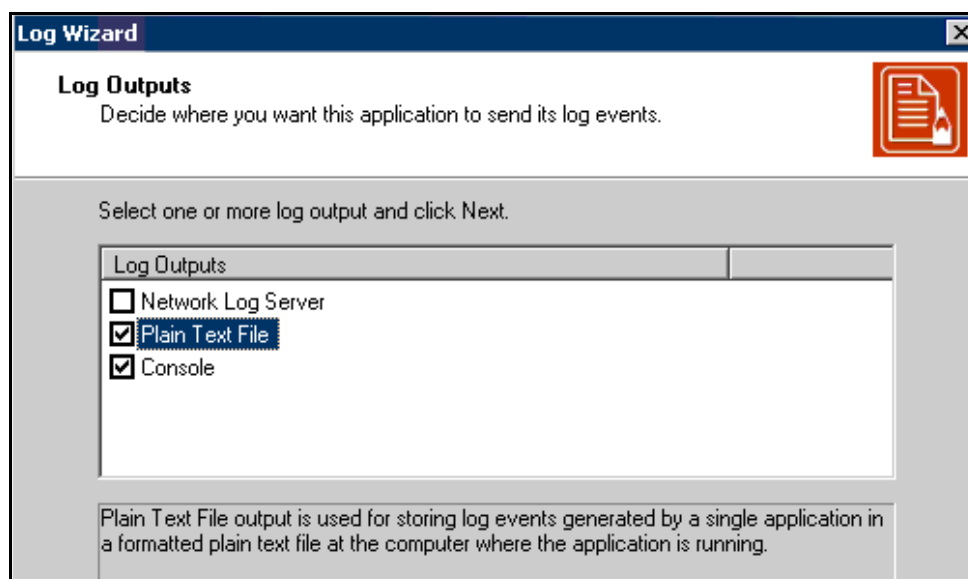 Log Wizard
Log Outputs
Decide where you want this application to send its log events.
Select one or more log output and click Next.
Log Outputs
Network Log Server
Plain Text File
Console
Plain Text File output is used for storing log events generated by a single application in
a formatted plain text file at the computer where the application is running.